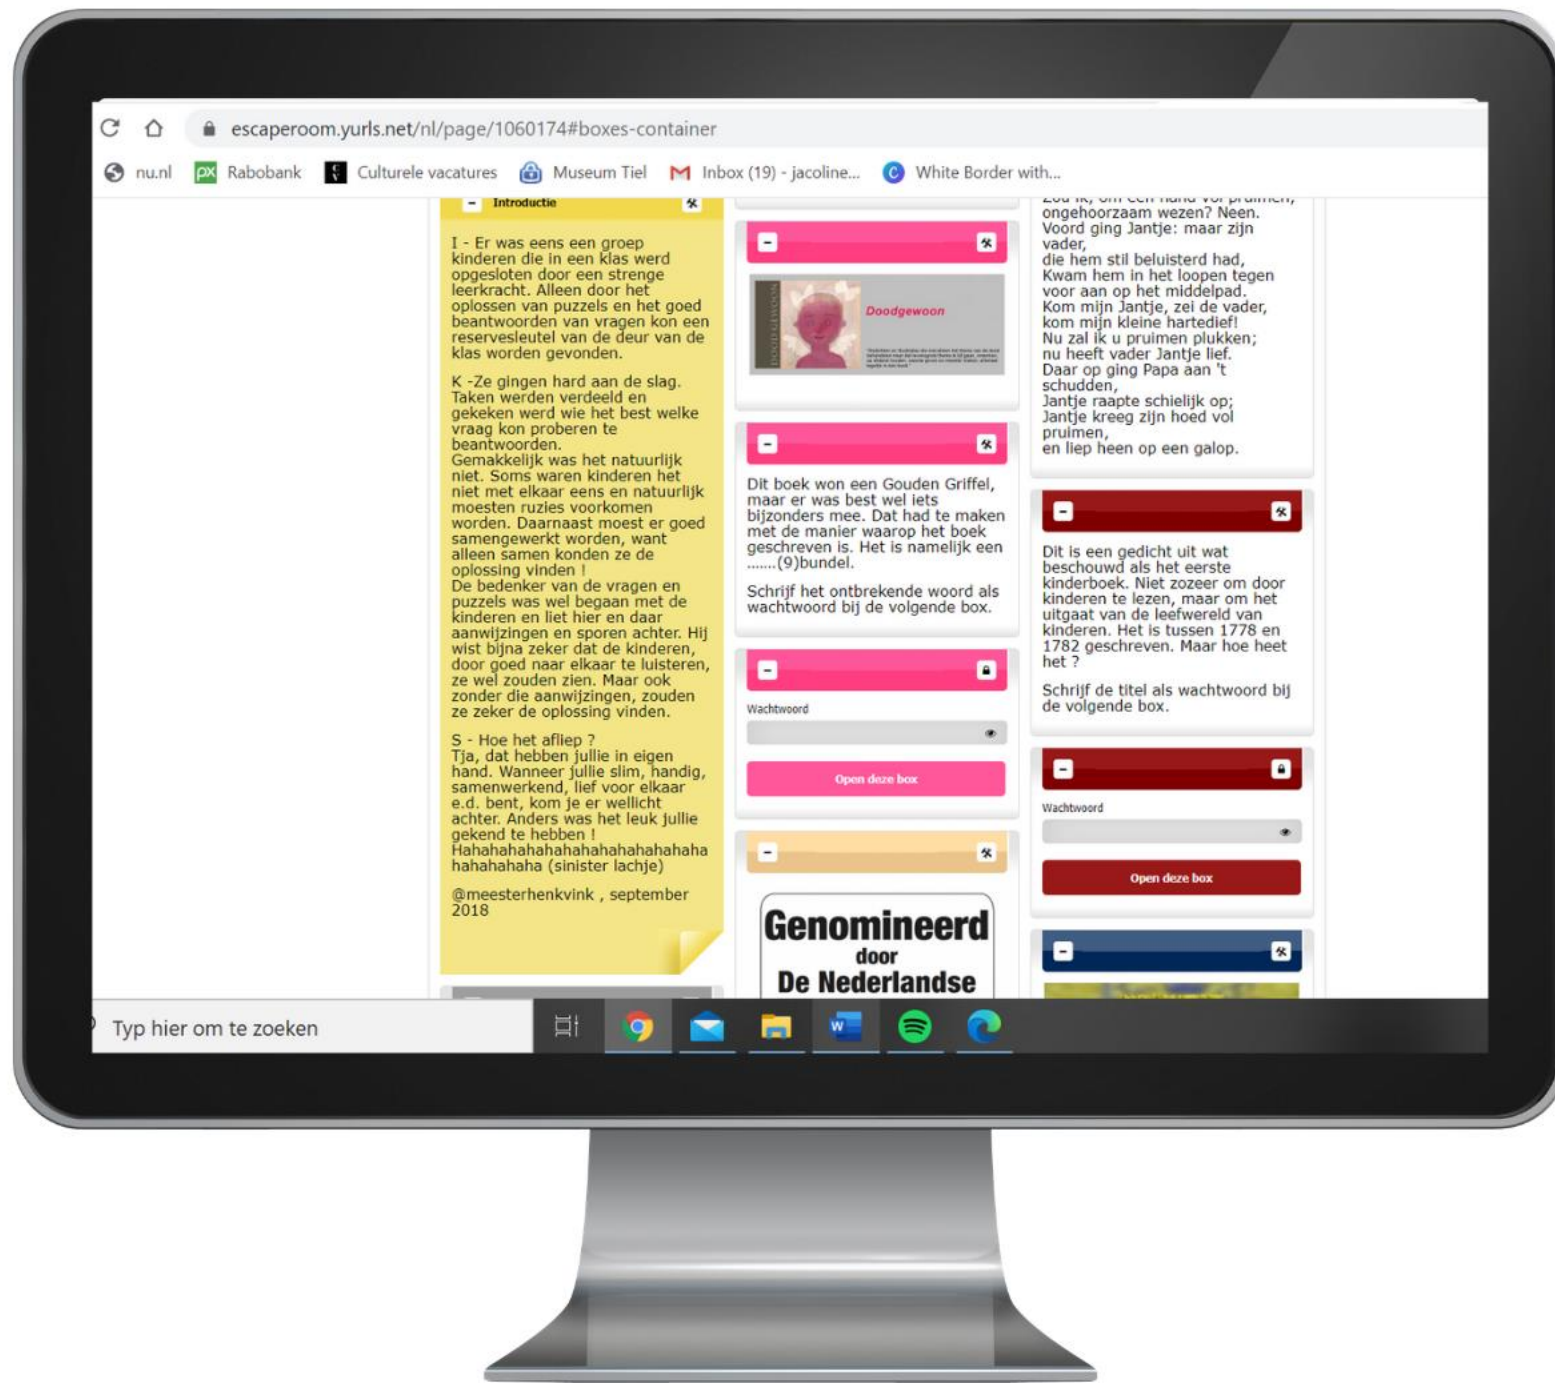 escaperoom.yurls.net/nl/page/1060174#boxes-container
nu.nl
Rabobank
Culturele vacatures
Museum Tiel
Inbox (19) - jacoline...
White Border with...
Introductie
I - Er was eens een groep
kinderen die in een klas werd
opgesloten door een strenge
leerkracht. Alleen door het
oplossen van puzzels en het goed
beantwoorden van vragen kon een
reservesleutel van de deur van de
klas worden gevonden.
K -Ze gingen hard aan de slag.
Taken werden verdeeld en
gekeken werd wie het best welke
vraag kon proberen te
beantwoorden.
Gemakkelijk was het natuurlijk
niet. Soms waren kinderen het
niet met elkaar eens en natuurlijk
moesten ruzies voorkomen
worden. Daarnaast moest er goed
samengewerkt worden, want
alleen samen konden ze de
oplossing vinden !
De bedenker van de vragen en
puzzels was wel begaan met de
kinderen en liet hier en daar
aanwijzingen en sporen achter. Hij
wist bijna zeker dat de kinderen,
door goed naar elkaar te luisteren,
ze wel zouden zien. Maar ook
zonder die aanwijzingen, zouden
ze zeker de oplossing vinden.
S - Hoe het afliep ?
Tja, dat hebben jullie in eigen
hand. Wanneer jullie slim, handig,
samenwerkend, lief voor elkaar
e.d. bent, kom je er wellicht
achter. Anders was het leuk jullie
gekend te hebben !
Hahahahahahahahahahahahahaha
hahahahaha (sinister lachje)
@meesterhenkvink , september
2018
DOODGEWOON
Doodgewoon
Dit boek won een Gouden Griffel,
maar er was best wel iets
bijzonders mee. Dat had te maken
met de manier waarop het boek
geschreven is. Het is namelijk een
.......(9)bundel.
Schrijf het ontbrekende woord als
wachtwoord bij de volgende box.
Wachtwoord
Open deze box
Genomineerd
door
De Nederlandse
Zou ik, om een hand vol pruimen,
ongehoorzaam wezen? Neen.
Voord ging Jantje: maar zijn
vader,
die hem stil beluisterd had,
Kwam hem in het loopen tegen
voor aan op het middelpad.
Kom mijn Jantje, zei de vader,
kom mijn kleine hartedief!
Nu zal ik u pruimen plukken;
nu heeft vader Jantje lief.
Daar op ging Papa aan 't
schudden,
Jantje raapte schielijk op;
Jantje kreeg zijn hoed vol
pruimen,
en liep heen op een galop.
Dit is een gedicht uit wat
beschouwd als het eerste
kinderboek. Niet zozeer om door
kinderen te lezen, maar om het
uitgaat van de leefwereld van
kinderen. Het is tussen 1778 en
1782 geschreven. Maar hoe heet
het ?
Schrijf de titel als wachtwoord bij
de volgende box.
Wachtwoord
Open deze box
Typ hier om te zoeken